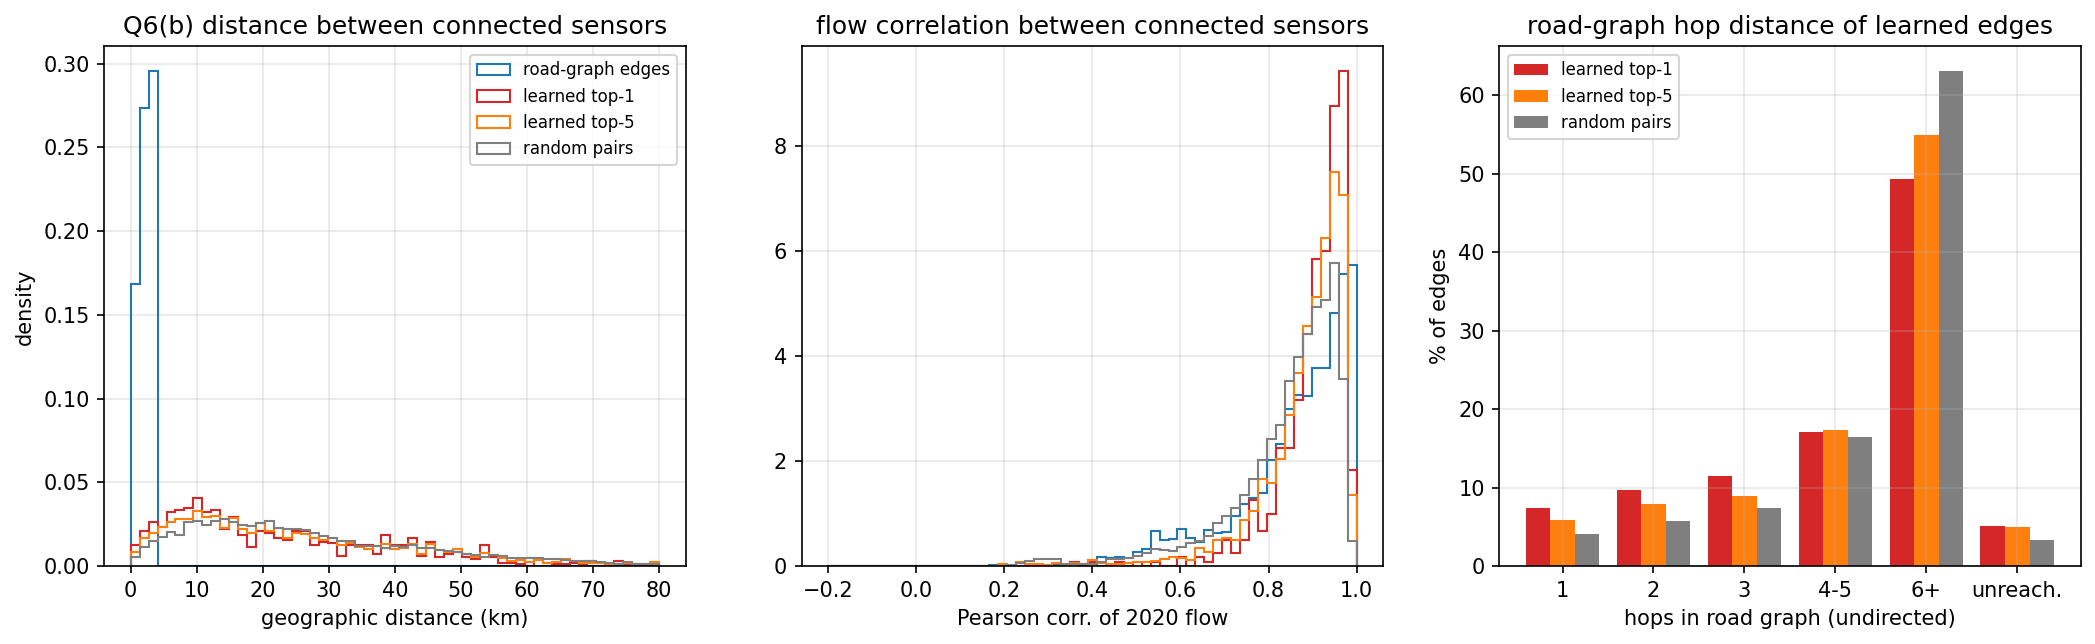 Q6(b) distance between connected sensors
0.30
0.25
0.20
0.15
0.10
0.05
0.00
density
0
10
20
30
40
50
60
70
80
geographic distance (km)
road-graph edges
learned top-1
learned top-5
random pairs
flow correlation between connected sensors
8
6
4
2
0
−0.2
0.0
0.2
0.4
0.6
0.8
1.0
Pearson corr. of 2020 flow
road-graph hop distance of learned edges
60
50
40
30
20
10
0
% of edges
1
2
3
4-5
6+
unreach.
hops in road graph (undirected)
learned top-1
learned top-5
random pairs